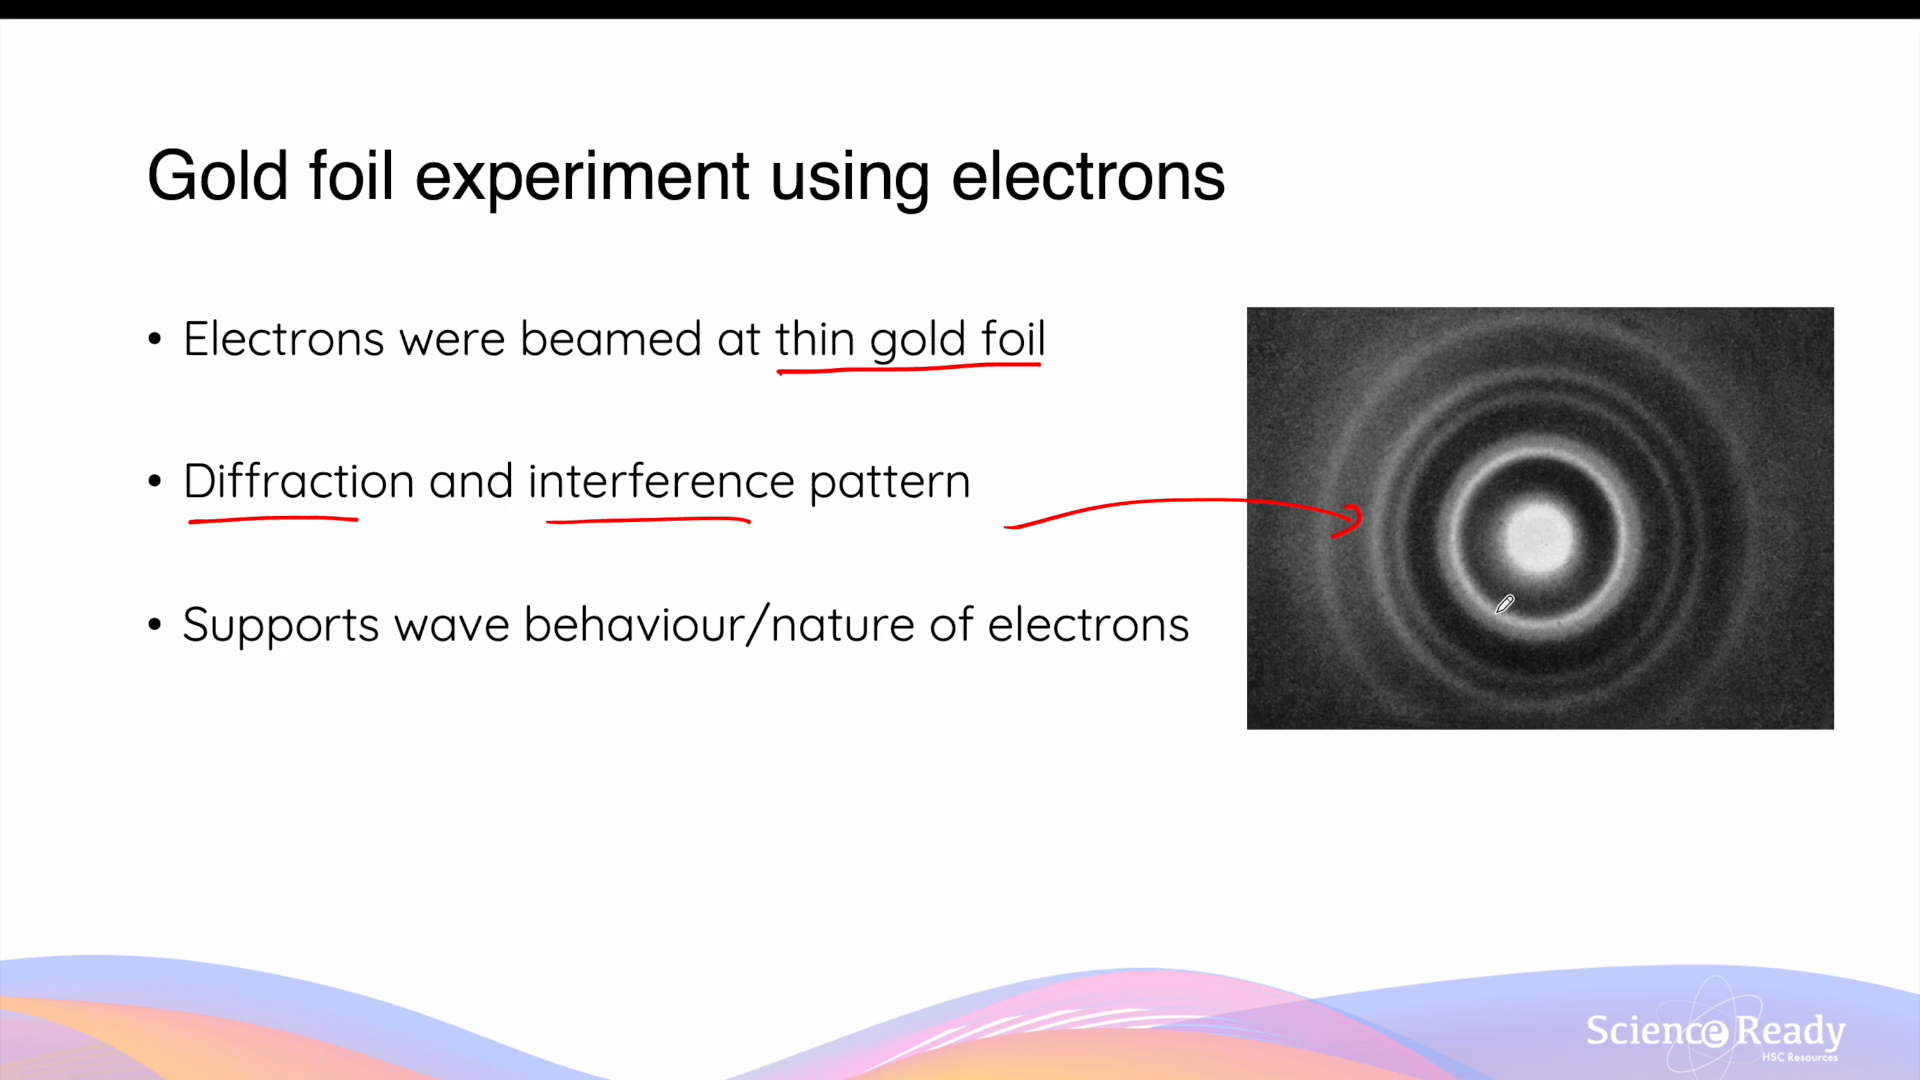 Gold foil experiment using electrons
• Electrons were beamed at thin gold foil
• Diffraction and interference pattern
• Supports wave behaviour/nature of electrons
Science Ready
HSC Resources